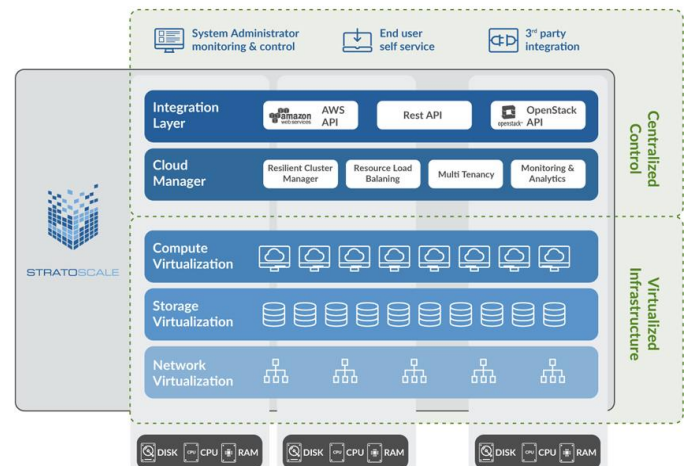 System Administrator
monitoring & control
End user
self service
3rd party
integration
Integration
Layer
amazon
web services
AWS
API
Rest API
openstack
OpenStack
API
Cloud
Manager
Resilient Cluster
Manager
Resource Load
Balaning
Multi Tenancy
Monitoring &
Analytics
Centralized
Control
STRATOSCALE
Compute
Virtualization
Storage
Virtualization
Network
Virtualization
Virtualized
Infrastructure
DISK CPU CPU RAM
DISK CPU CPU RAM
DISK CPU CPU RAM